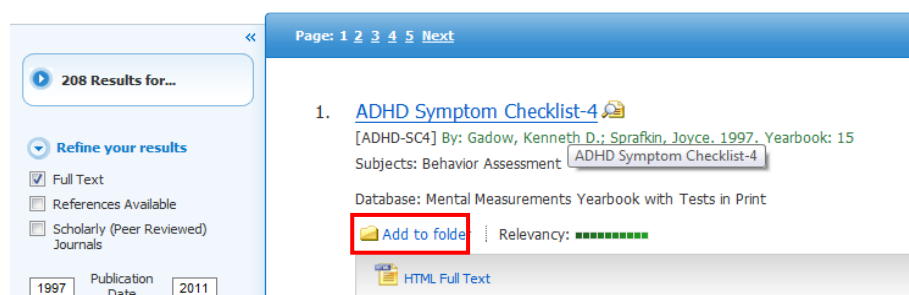 «
Page: 1 2 3 4 5 Next
208 Results for...
1. ADHD Symptom Checklist-4
[ADHD-SC4] By: Gadow, Kenneth D.; Sprafkin, Joyce. 1997. Yearbook: 15
Refine your results
Subjects: Behavior Assessment
ADHD Symptom Checklist-4
Full Text
References Available
Database: Mental Measurements Yearbook with Tests in Print
Scholarly (Peer Reviewed)
Journals
Add to folder
Relevancy:
1997
Publication
Date
2011
HTML Full Text